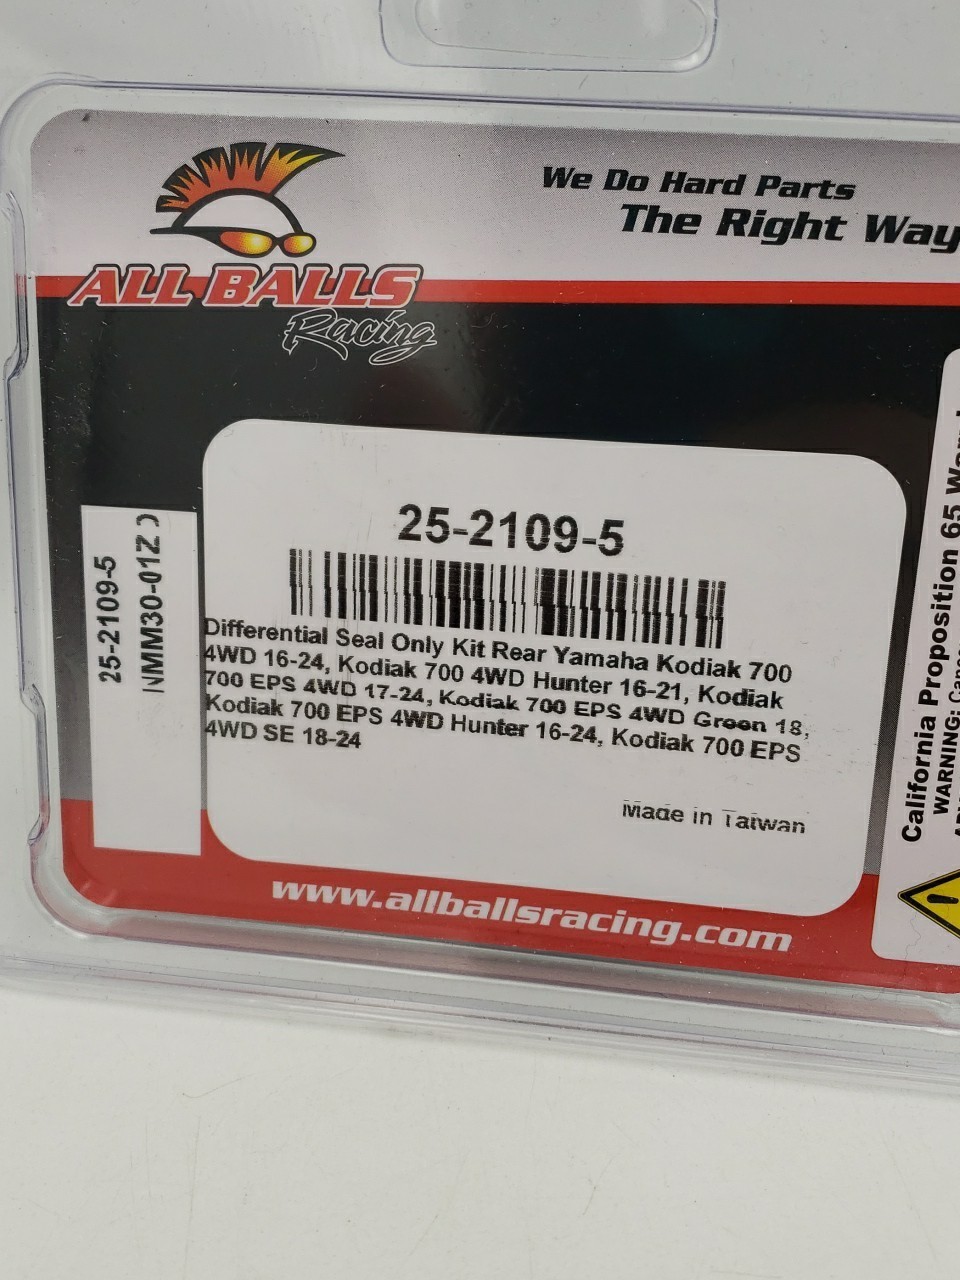 We Do Hard Parts
The Right Way
ALL BALLS
Racing
25-2109-5
Differential Seal Only Kit Rear Yamaha Kodiak 700
4WD 16-24, Kodiak 700 4WD Hunter 16-21, Kodiak
700 EPS 4WD 17-24, Kodiak 700 EPS 4WD Green 18,
Kodiak 700 EPS 4WD Hunter 16-24, Kodiak 700 EPS
4WD SE 18-24
Made in Taiwan
25-2109-5
NMM30-01Z
www.allballsracing.com
California Proposition 65
WARNING: